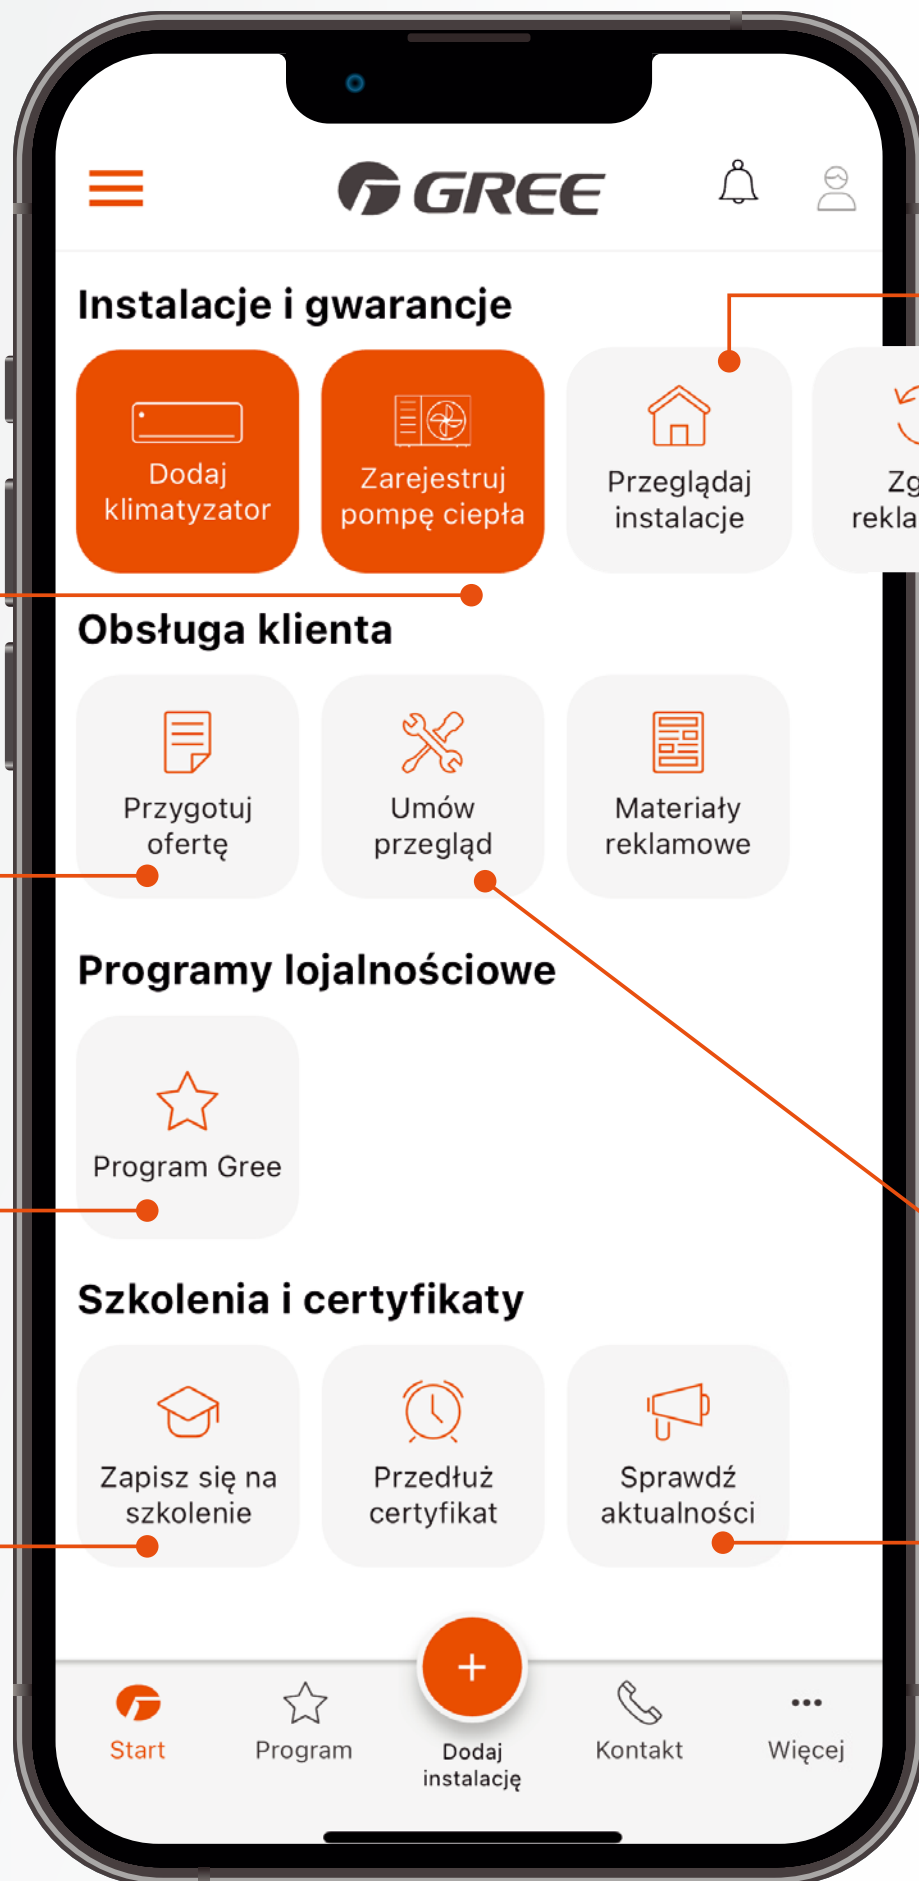 GREE
Instalacje i gwarancje
Dodaj
klimatyzator
Zarejestruj
pompę ciepła
Przeglądaj
instalacje
Obsługa klienta
Przygotuj
ofertę
Umów
przegląd
Materiały
reklamowe
Programy lojalnościowe
Program Gree
Szkolenia i certyfikaty
Zapisz się na
szkolenie
Przedłuż
certyfikat
Sprawdź
aktualności
Start
Program
Dodaj
instalację
Kontakt
Więcej